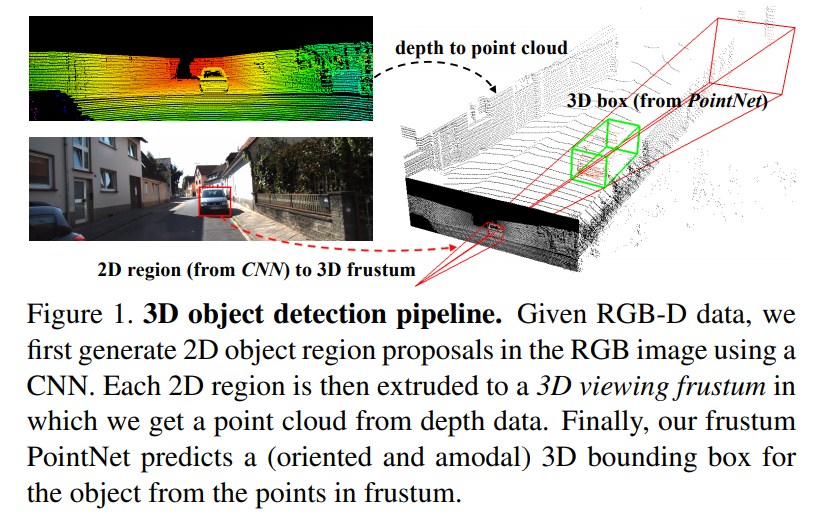 depth to point cloud
3D box (from PointNet)
2D region (from CNN) to 3D frustum
Figure 1. 3D object detection pipeline. Given RGB-D data, we
first generate 2D object region proposals in the RGB image using a
CNN. Each 2D region is then extruded to a 3D viewing frustum in
which we get a point cloud from depth data. Finally, our frustum
PointNet predicts a (oriented and amodal) 3D bounding box for
the object from the points in frustum.